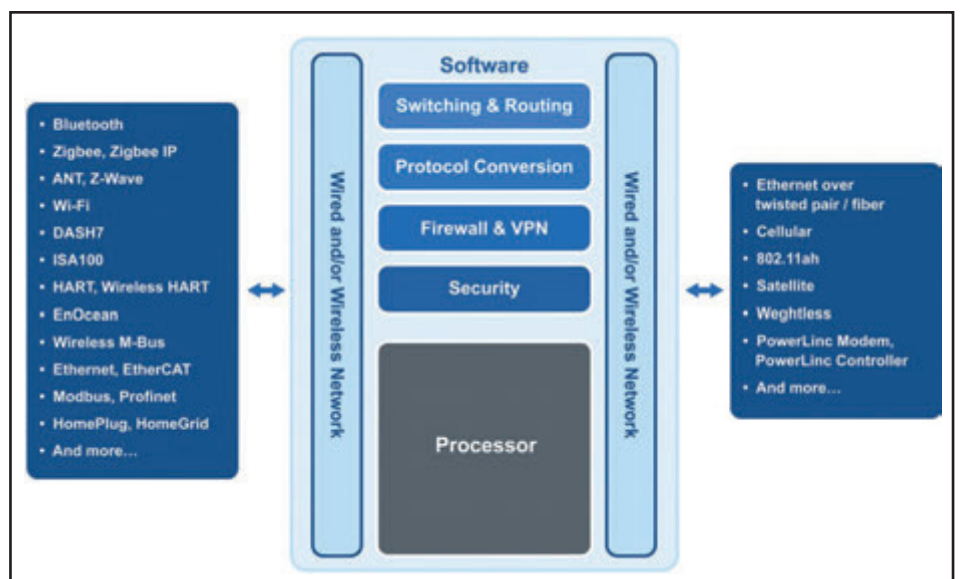 • Bluetooth
• Zigbee, Zigbee IP
• ANT, Z-Wave
• Wi-Fi
• DASH7
• ISA100
• HART, Wireless HART
• EnOcean
• Wireless M-Bus
• Ethernet, EtherCAT
• Modbus, Profinet
• HomePlug, HomeGrid
• And more...
Wired and/or Wireless Network
Software
Switching & Routing
Protocol Conversion
Firewall & VPN
Security
Processor
Wired and/or Wireless Network
• Ethernet over
twisted pair / fiber
• Cellular
• 802.11ah
• Satellite
• Weghtless
• PowerLinc Modem,
PowerLinc Controller
• And more...